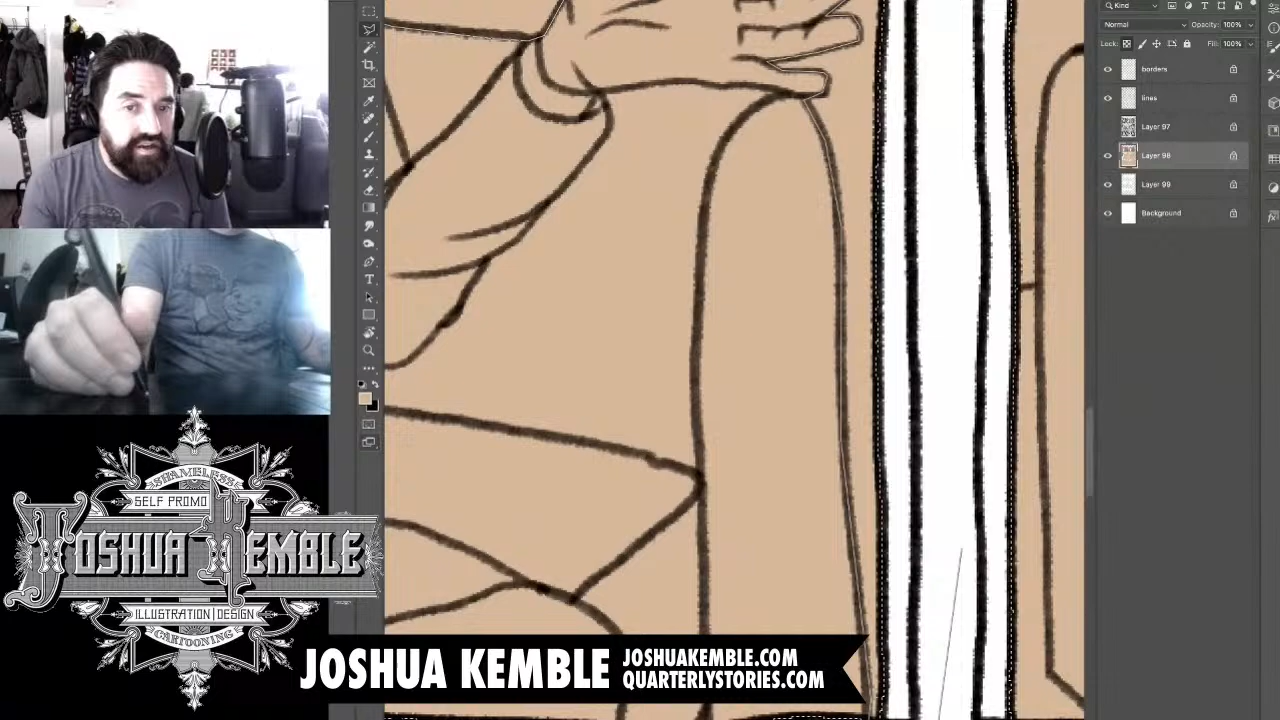 Kind
Normal
Opacity: 100%
Lock:
Fill: 100%
borders
lines
Layer 97
Layer 98
Layer 99
Background
SHAMELESS
SELF PROMO
JOSHUA KEMBLE
ILLUSTRATION|DESIGN
CARTOONING
JOSHUA KEMBLE
JOSHUAKEMBLE.COM
QUARTERLYSTORIES.COM